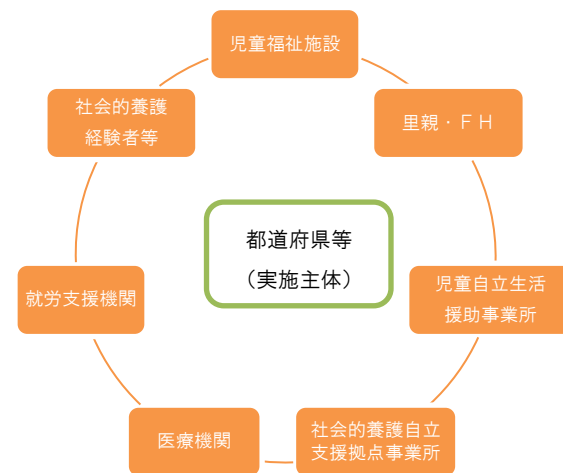 児童福祉施設
里親・ＦＨ
児童自立生活
援助事業所
社会的養護自立
支援拠点事業所
医療機関
就労支援機関
社会的養護
経験者等
都道府県等
（実施主体）